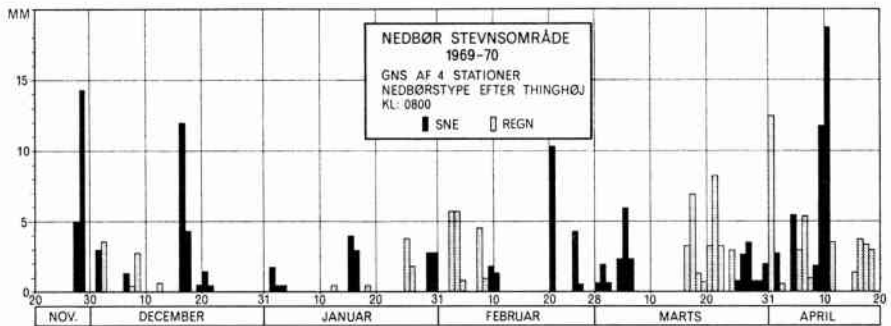 MM
NEDBØR STEVNSOMRÅDE
1969-70
GNS AF 4 STATIONER
NEDBØRSTYPE EFTER THINGHØJ
KL: 0800
SNE REGN
15
10
5
0
20 30 10 20 31 10 20 31 10 20 28 10 20 31 10 20
NOV. DECEMBER JANUAR FEBRUAR MARTS APRIL